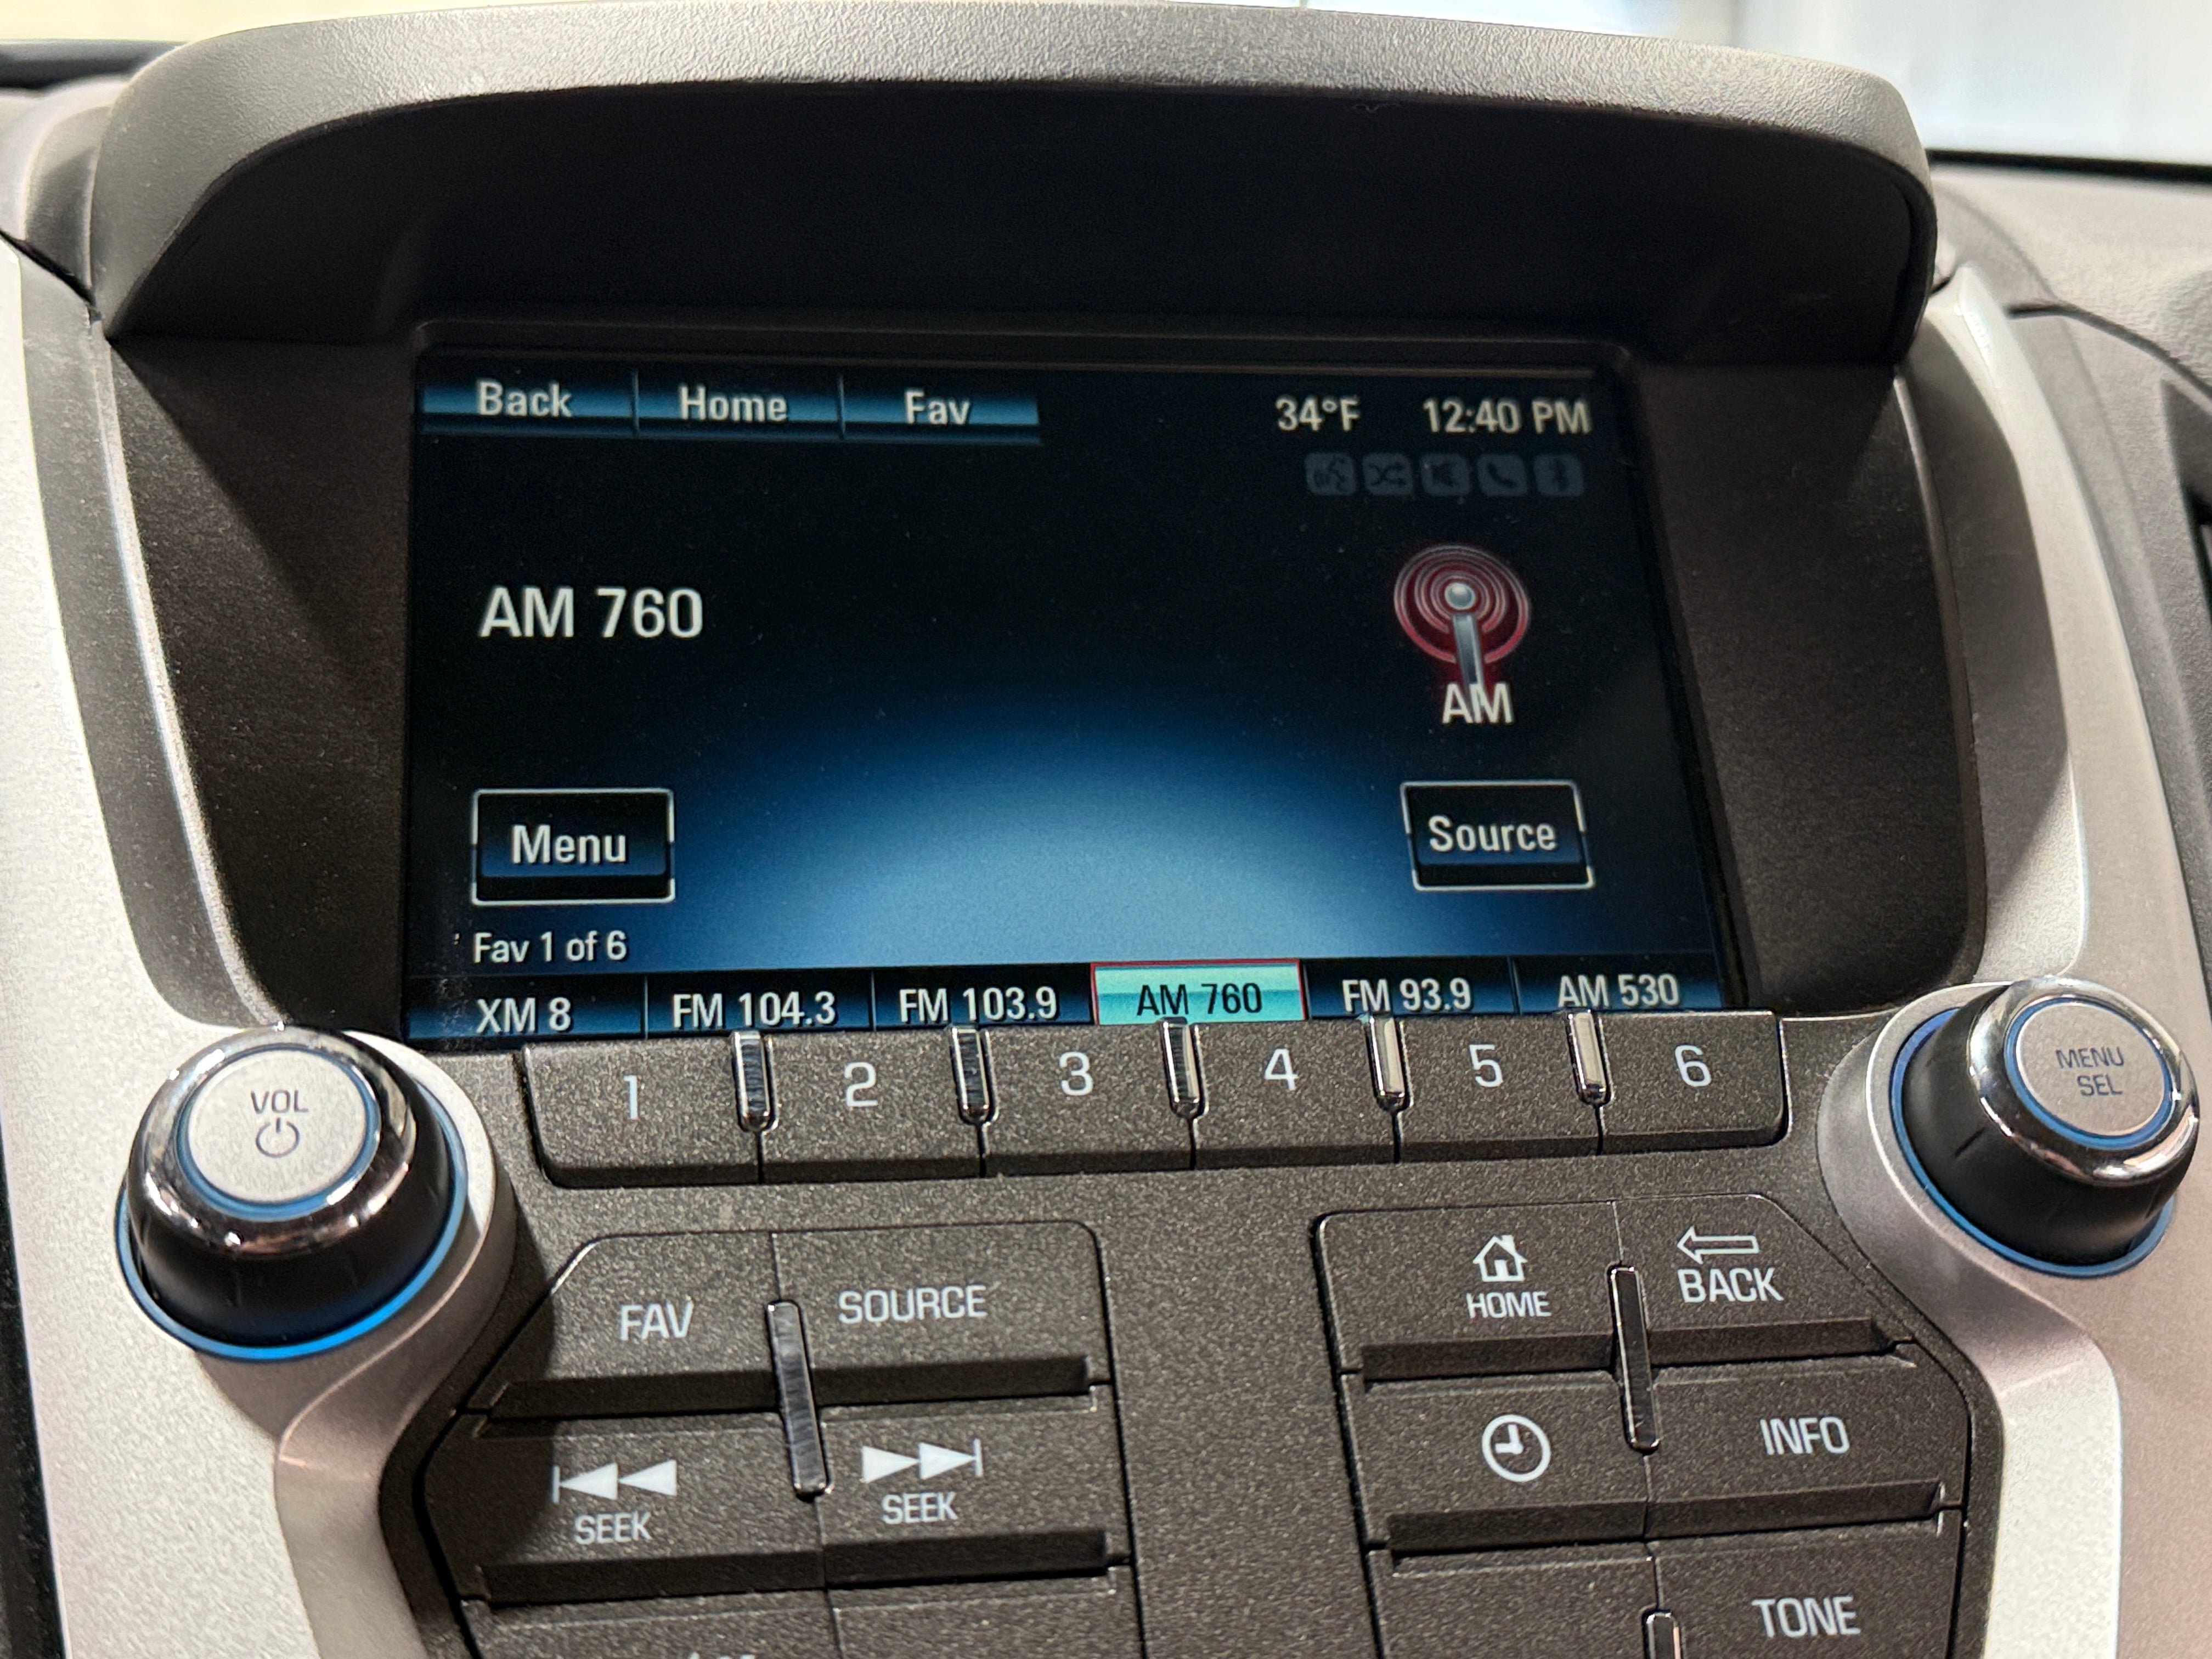 Back Home Fav 34°F 12:40 PM
AM 760
AM
Menu
Source
Fav 1 of 6
XM 8 FM 104.3 FM 103.9 AM 760 FM 93.9 AM 530
1 2 3 4 5 6
VOL
MENU
SEL
FAV SOURCE
HOME
BACK
SEEK
SEEK
INFO
TONE